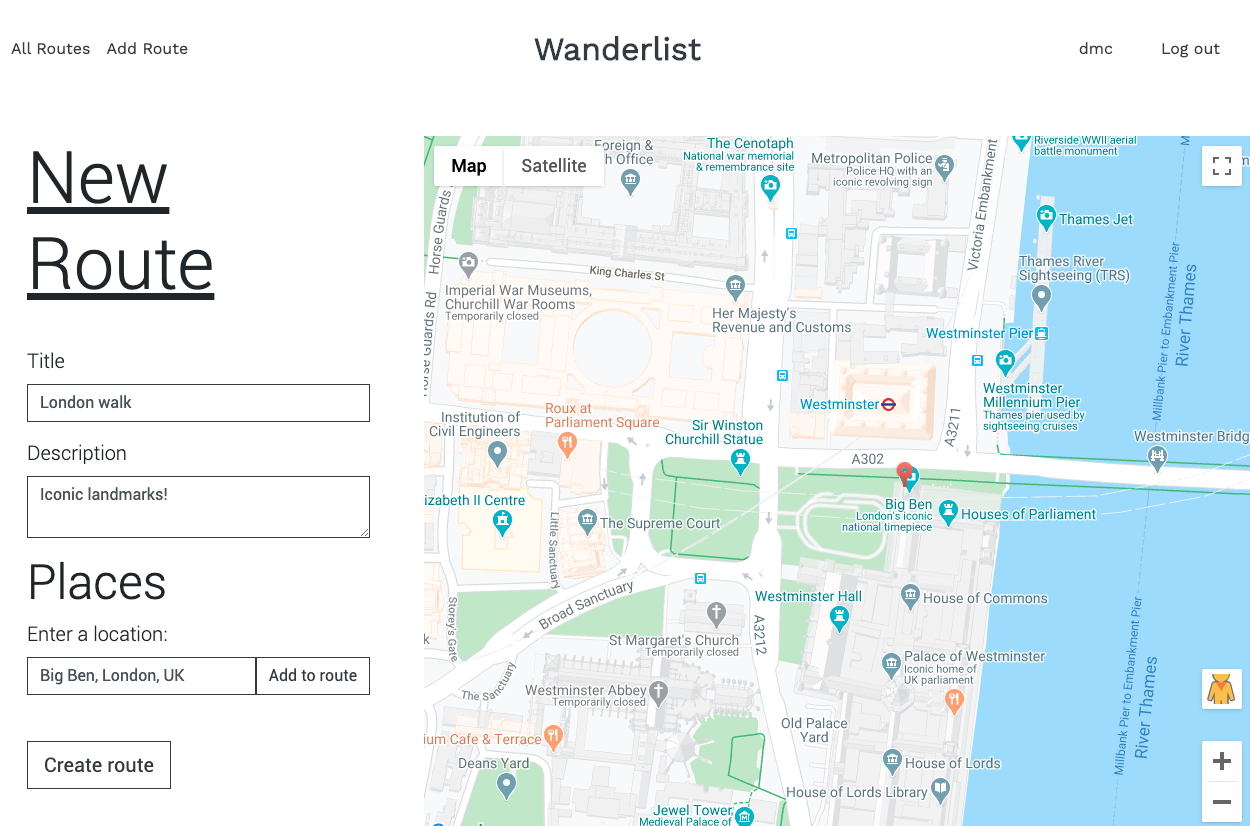 All Routes
Add Route
Wanderlist
dmc
Log out
New
Route
Title
London walk
Description
Iconic landmarks!
Places
Enter a location:
Big Ben, London, UK
Add to route
Create route
Map
Satellite
Foreign &
h Office
The Cenotaph
National war memorial
& remembrance site
Metropolitan Police
Police HQ with an
iconic revolving sign
Riverside WWII aerial
battle monument
Victoria Embankment
Thames Jet
Horse Guards
Thames River
Sightseeing (TRS)
King Charles St
Imperial War Museums,
Churchill War Rooms
Temporarily closed
Horse Guards Rd
Her Majesty's
Revenue and Customs
Westminster Pier
Millbank Pier to Embankment Pier
River Thames
Westminster
Westminster
Millennium Pier
Thames pier used by
sightseeing cruises
Institution of
Civil Engineers
Roux at
Parliament Square
Sir Winston
Churchill Statue
A3211
A302
Westminster Bridg
izabeth II Centre
Little Sanctuary
The Supreme Court
Big Ben
London's iconic
national timepiece
Houses of Parliament
Broad Sanctuary
Storey's Gate
k
Westminster Hall
House of Commons
A3212
St Margaret's Church
Temporarily closed
Palace of Westminster
Iconic home of
UK parliament
The Sanctuary
Westminster Abbey
Temporarily closed
Millbank Pier to Embankment Pier
River Thames
Old Palace
Yard
ium Cafe & Terrace
Deans Yard
House of Lords
House of Lords Library
Jewel Tower
Medieval Palace of